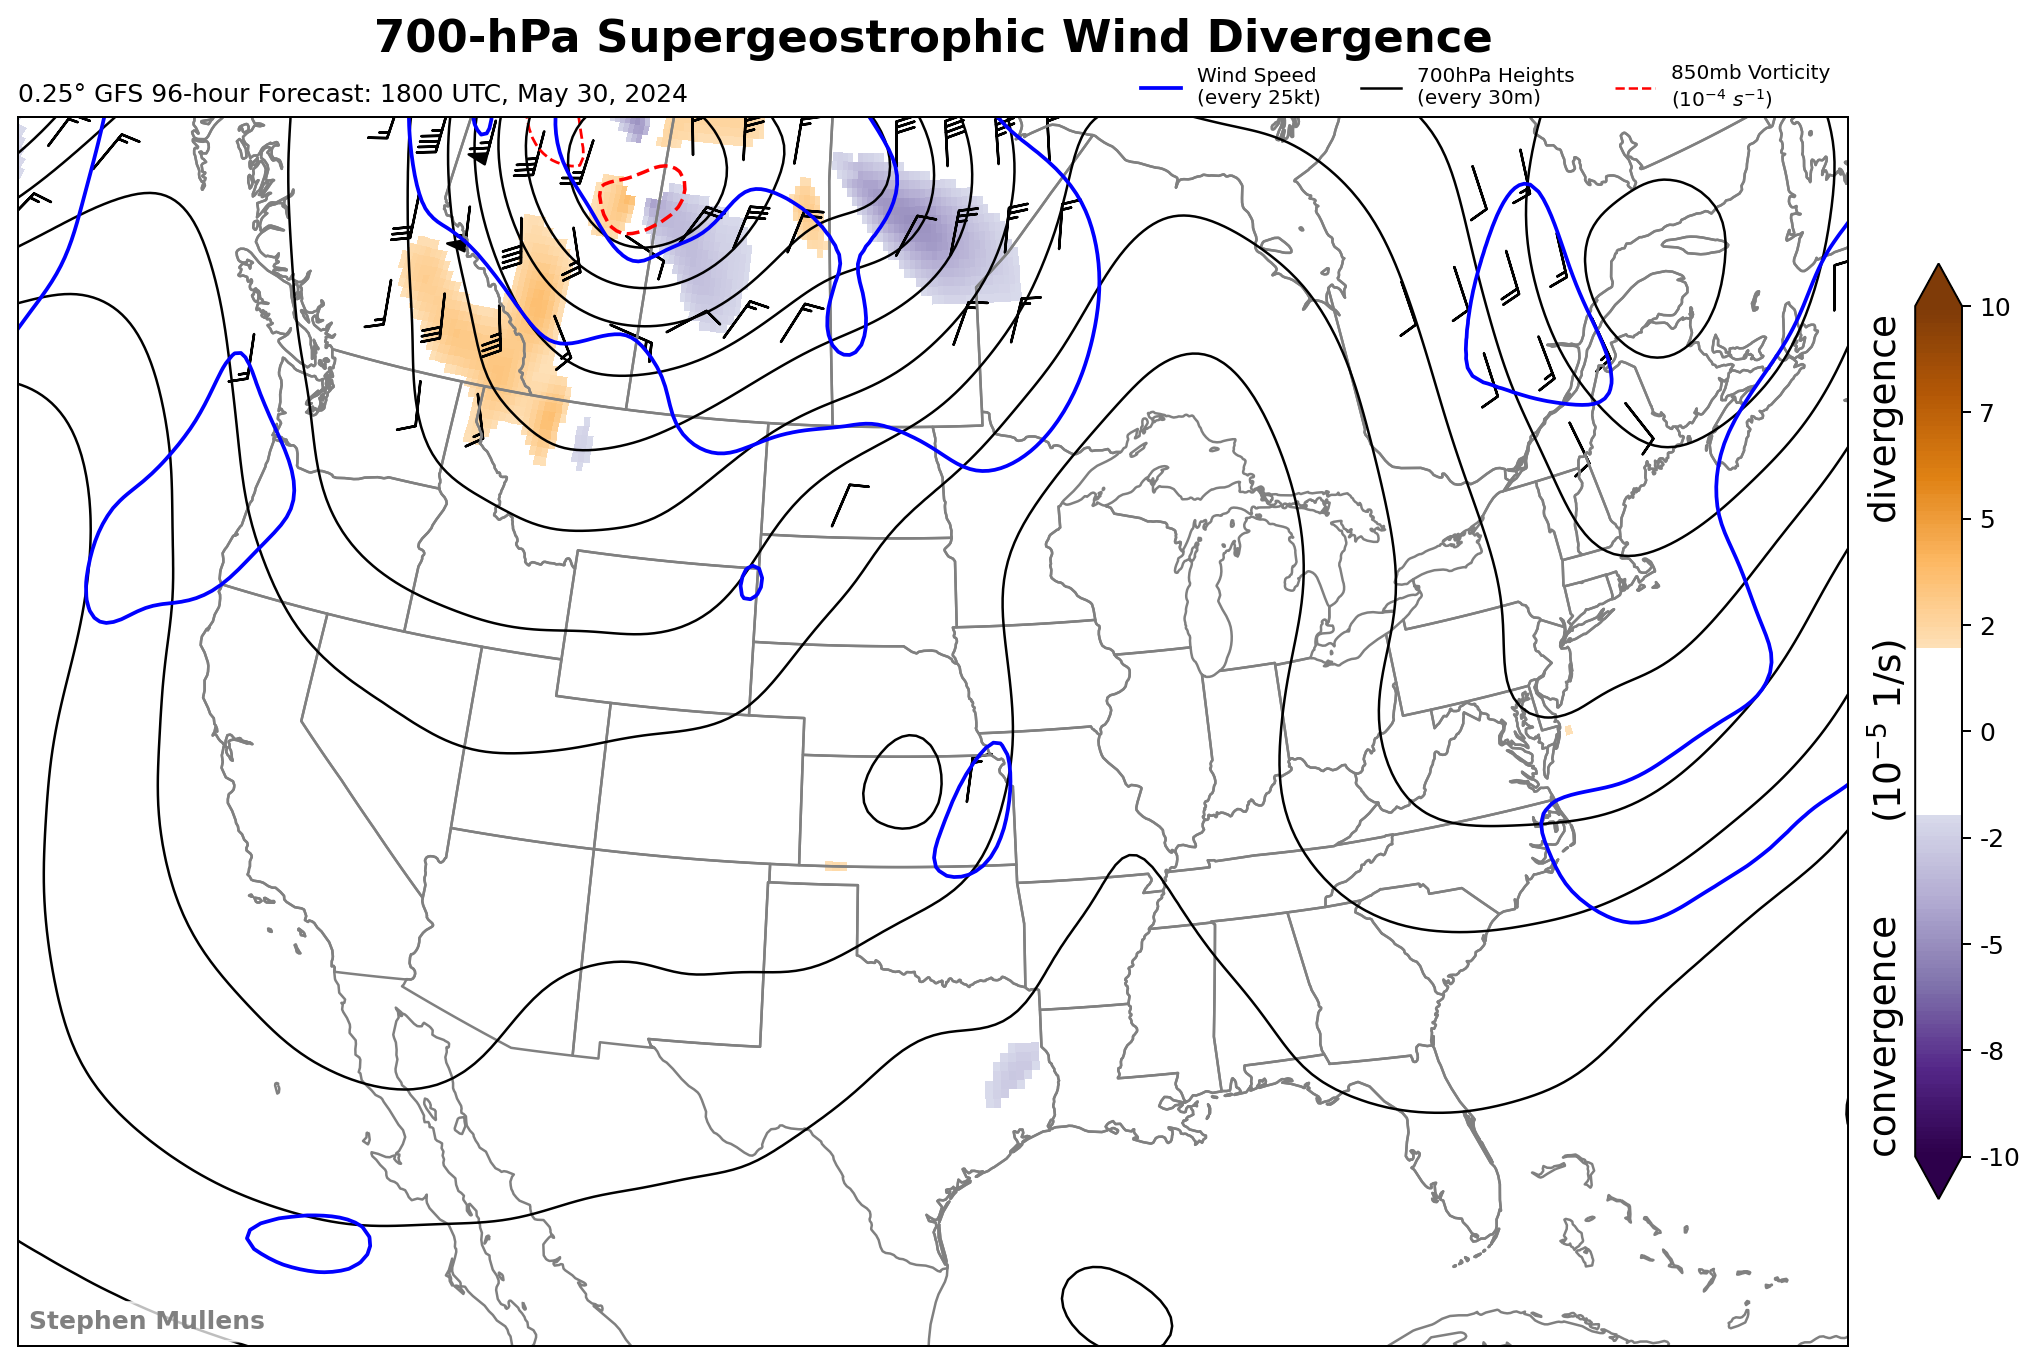 700-hPa Supergeostrophic Wind Divergence
0.25° GFS 96-hour Forecast: 1800 UTC, May 30, 2024
Wind Speed
(every 25kt)
700hPa Heights
(every 30m)
850mb Vorticity
(10⁻⁴ s⁻¹)
10
7
5
2
0
-2
-5
-8
-10
convergence (10⁻⁵ 1/s) divergence
Stephen Mullens